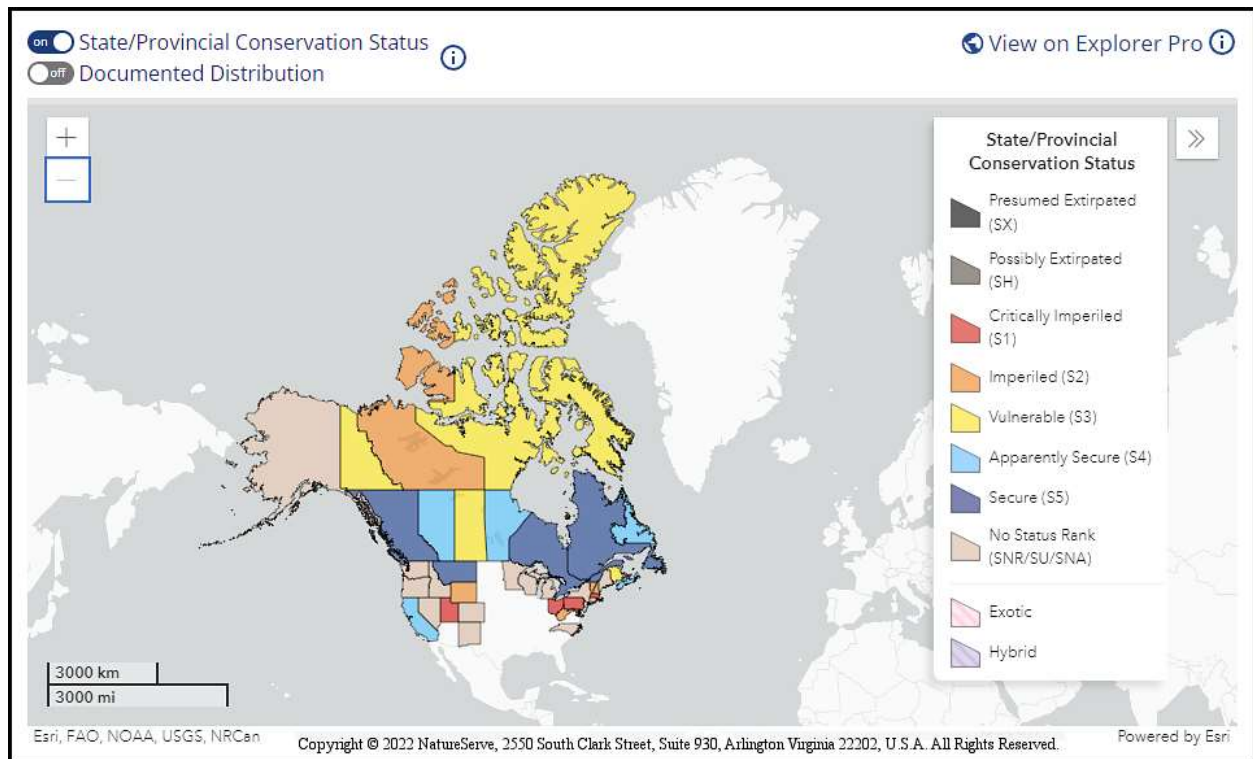 on State/Provincial Conservation Status
off Documented Distribution
View on Explorer Pro
State/Provincial
Conservation Status
Presumed Extirpated
(SX)
Possibly Extirpated
(SH)
Critically Imperiled
(S1)
Imperiled (S2)
Vulnerable (S3)
Apparently Secure (S4)
Secure (S5)
No Status Rank
(SNR/SU/SNA)
Exotic
Hybrid
3000 km
3000 mi
Esri, FAO, NOAA, USGS, NRCan
Copyright © 2022 NatureServe, 2550 South Clark Street, Suite 930, Arlington Virginia 22202, U.S.A. All Rights Reserved.
Powered by Esri